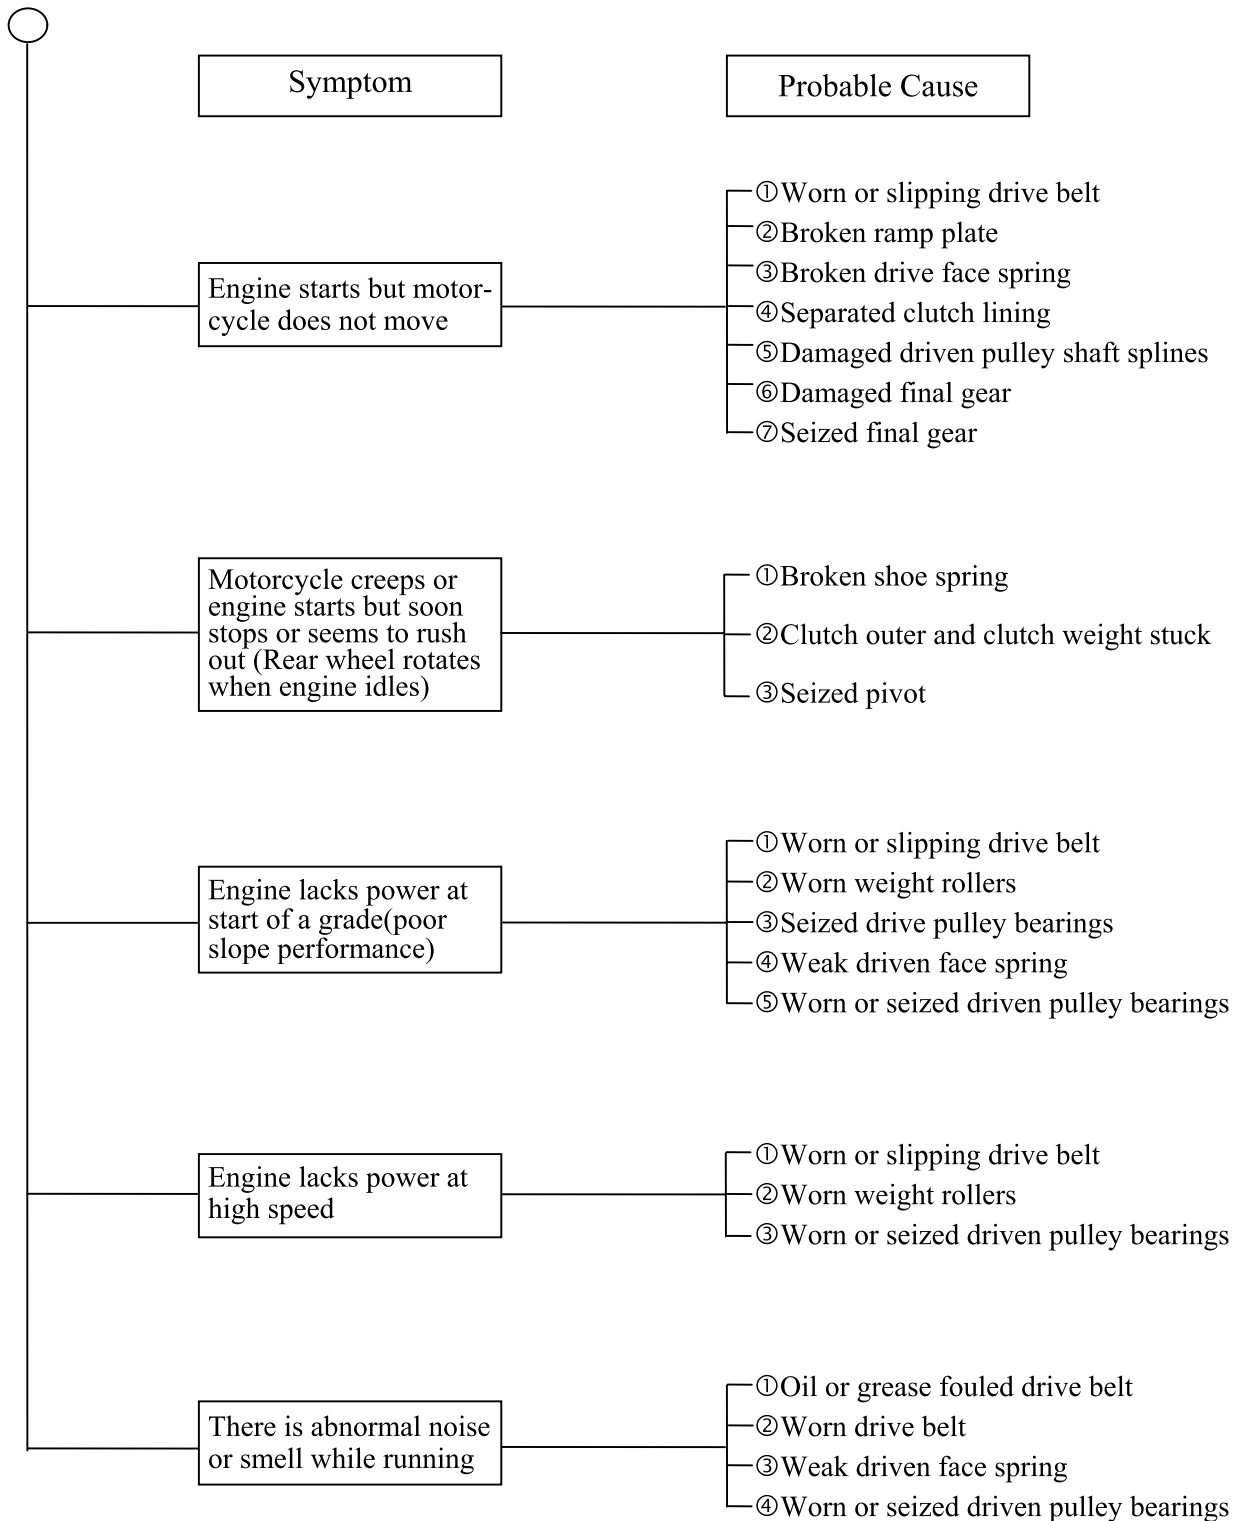 Symptom
Probable Cause
Engine starts but motor-
cycle does not move
①Worn or slipping drive belt
②Broken ramp plate
③Broken drive face spring
④Separated clutch lining
⑤Damaged driven pulley shaft splines
⑥Damaged final gear
⑦Seized final gear
Motorcycle creeps or
engine starts but soon
stops or seems to rush
out (Rear wheel rotates
when engine idles)
①Broken shoe spring
②Clutch outer and clutch weight stuck
③Seized pivot
Engine lacks power at
start of a grade(poor
slope performance)
①Worn or slipping drive belt
②Worn weight rollers
③Seized drive pulley bearings
④Weak driven face spring
⑤Worn or seized driven pulley bearings
Engine lacks power at
high speed
①Worn or slipping drive belt
②Worn weight rollers
③Worn or seized driven pulley bearings
There is abnormal noise
or smell while running
①Oil or grease fouled drive belt
②Worn drive belt
③Weak driven face spring
④Worn or seized driven pulley bearings